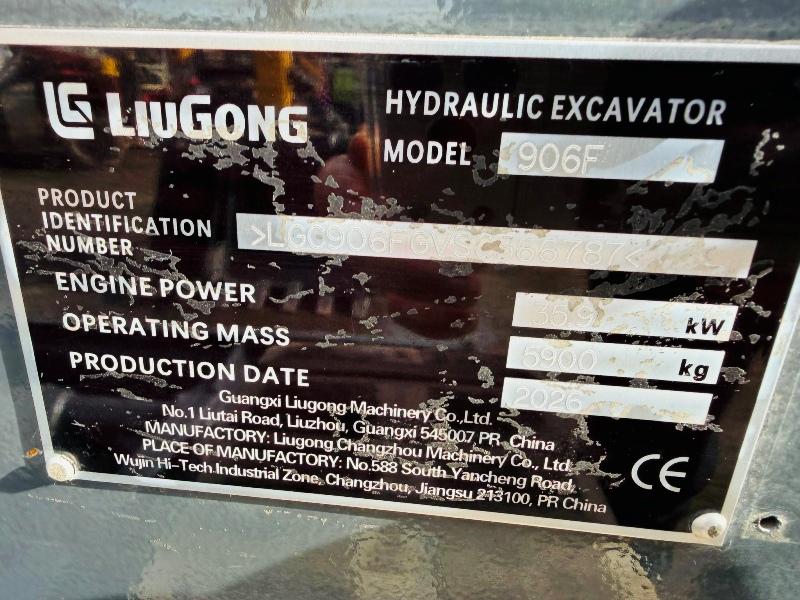 LG LIUGONG
HYDRAULIC EXCAVATOR
MODEL 906F
PRODUCT
IDENTIFICATION
NUMBER
ENGINE POWER 35.9 kW
OPERATING MASS 5900 kg
PRODUCTION DATE 2026
Guangxi Liugong Machinery Co.,Ltd.
No.1 Liutai Road, Liuzhou, Guangxi 545007 PR China
MANUFACTORY: Liugong Changzhou Machinery Co., Ltd.
PLACE OF MANUFACTORY: No.588 South Yancheng Road,
Wujin Hi-Tech.Industrial Zone, Changzhou, Jiangsu 213100, PR China
CE